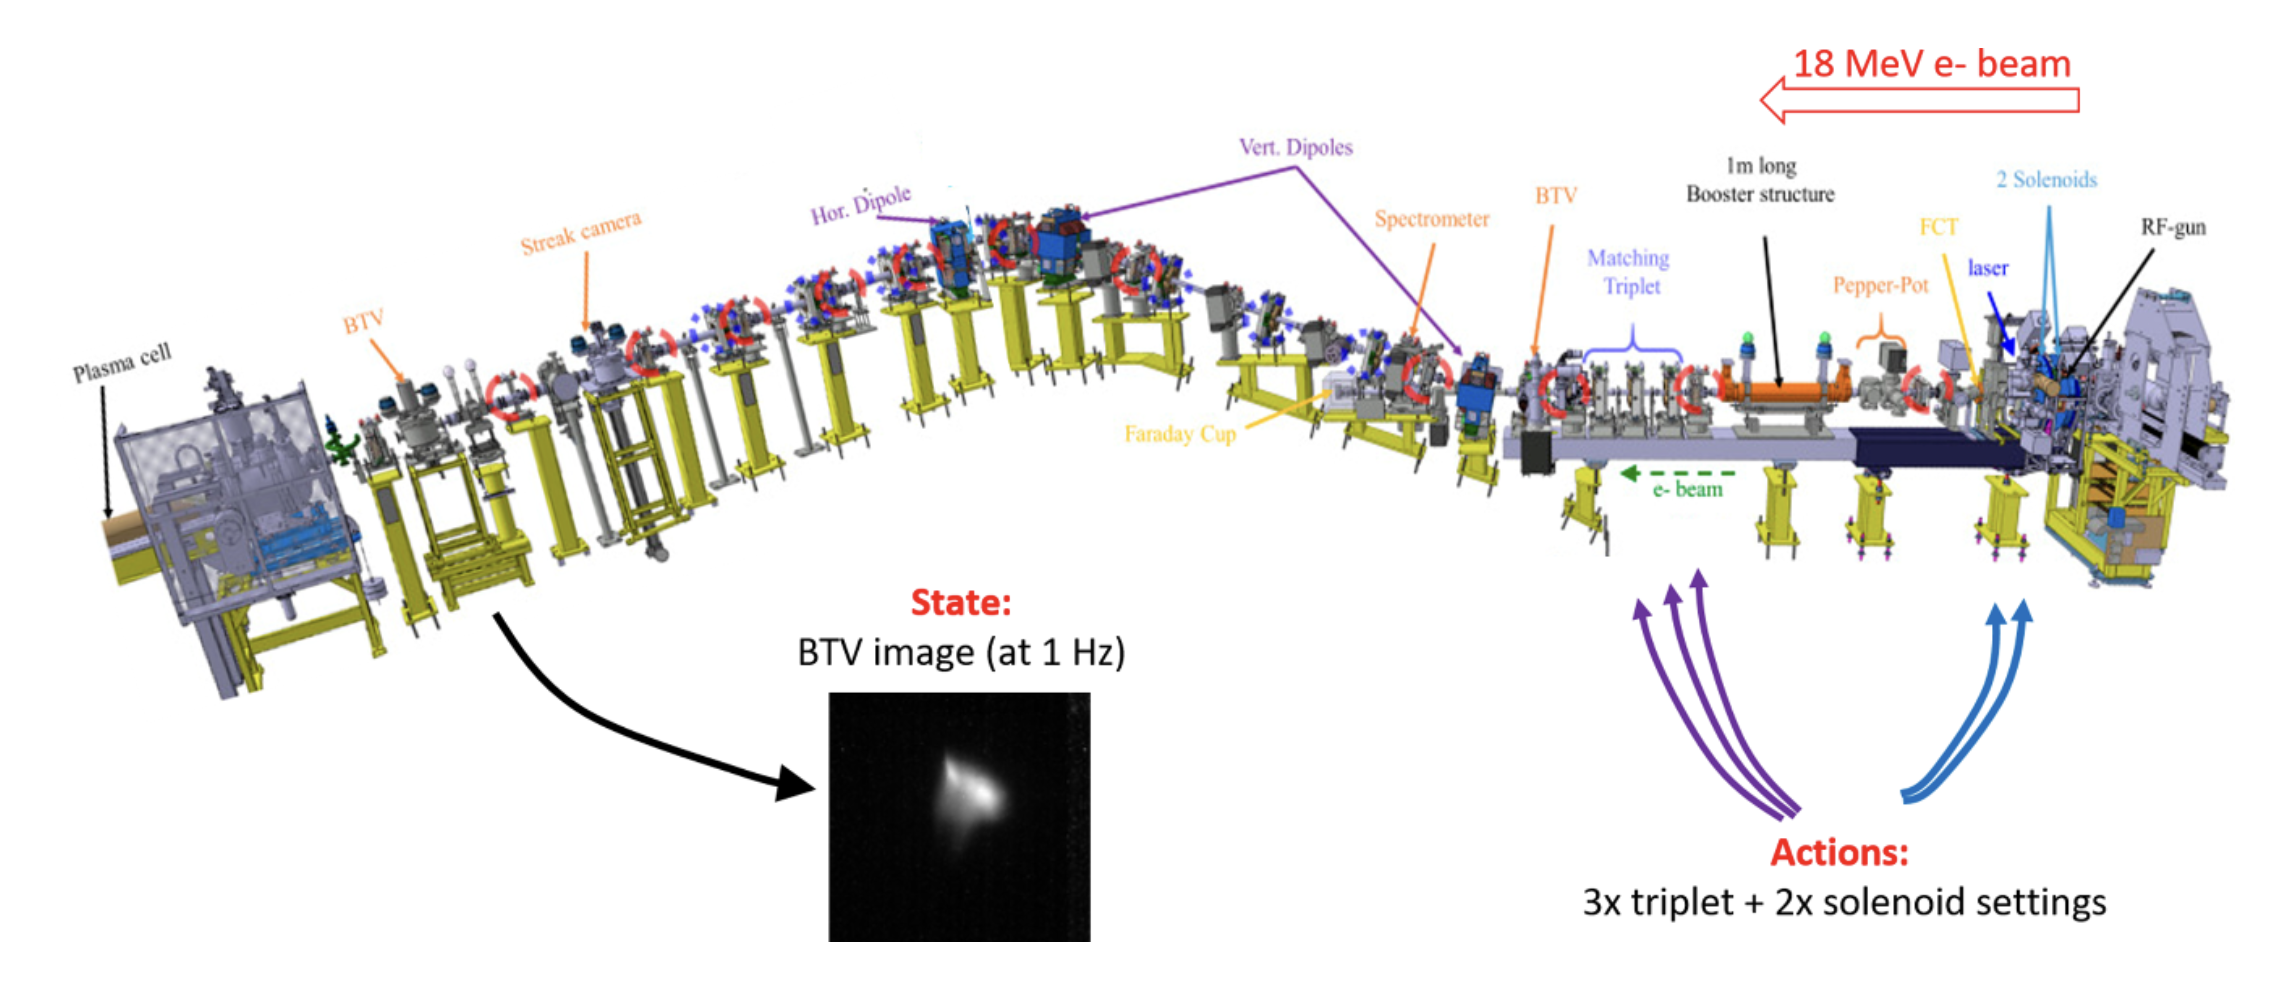 18 MeV e- beam
Vert. Dipoles
1m long
Booster structure
2 Solenoids
Hor. Dipole
BTV
Spectrometer
FCT
RF-gun
Streak camera
Matching
Triplet
laser
Pepper-Pot
BTV
Plasma cell
Faraday Cup
e- beam
State:
BTV image (at 1 Hz)
Actions:
3x triplet + 2x solenoid settings